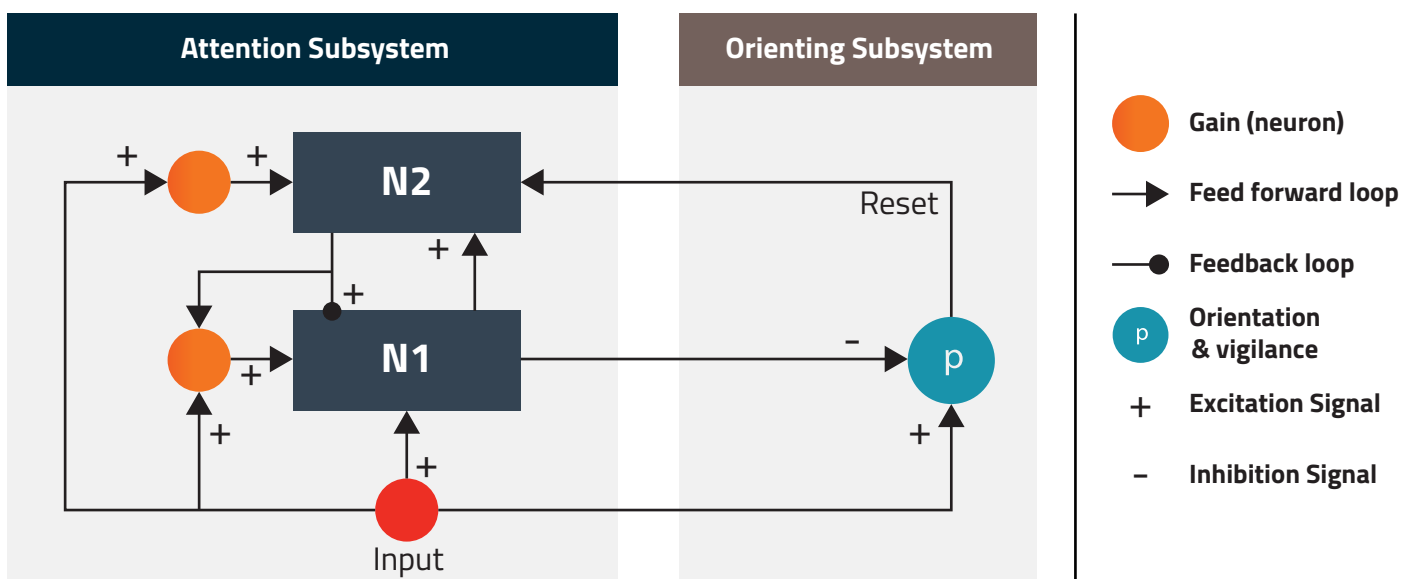 Attention Subsystem
Orienting Subsystem
+
+
N2
Reset
+
+
N1
+
-
+
+
+
Input
p
Gain (neuron)
Feed forward loop
Feedback loop
p
Orientation
& vigilance
+
Excitation Signal
-
Inhibition Signal